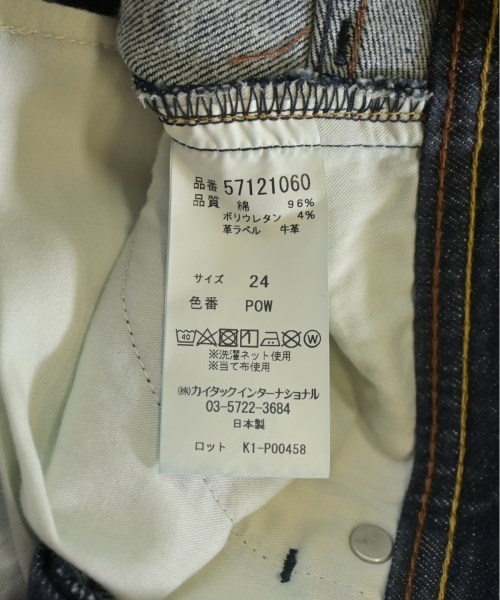 品番 57121060
品質 綿 96%
ポリウレタン 4%
革ラベル 牛革
サイズ 24
色番 POW
40 1 W
※洗濯ネット使用
※当て布使用
㈱カイタックインターナショナル
03-5722-3684
日本製
ロット K1-P00458